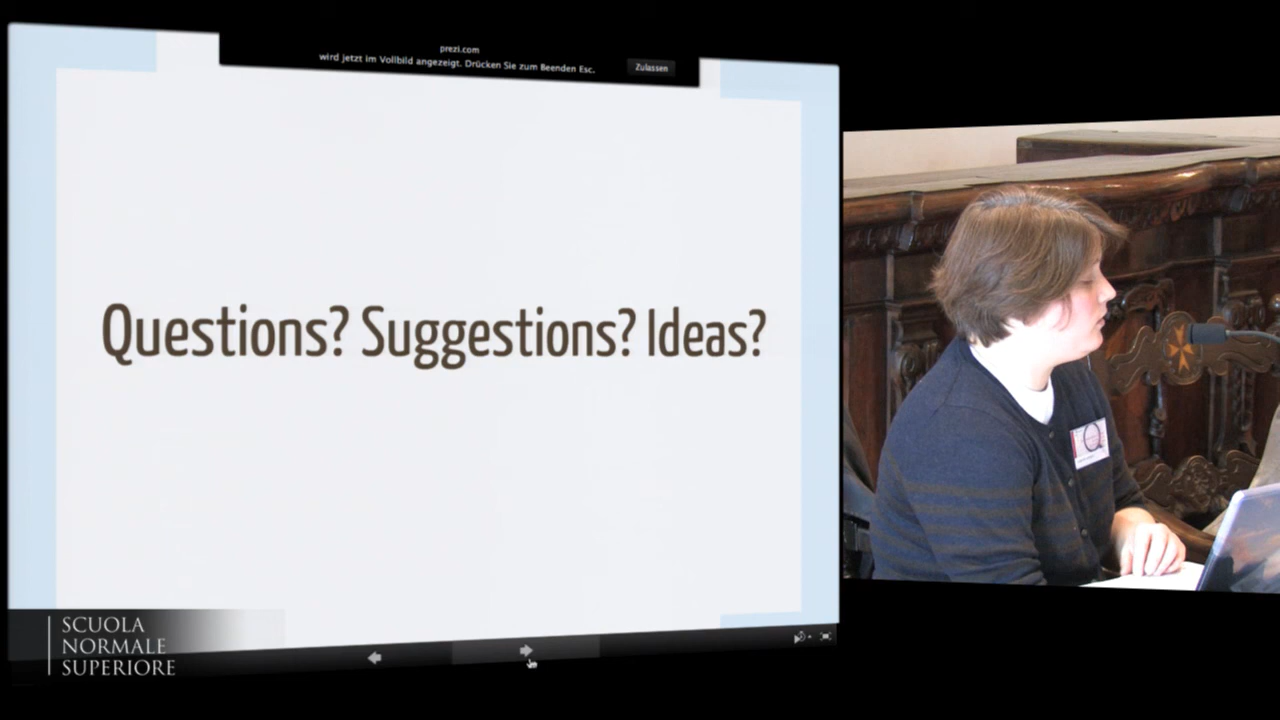 prezi.com
wird jetzt im Vollbild angezeigt. Drücken Sie zum Beenden Esc.
Zulassen
Questions? Suggestions? Ideas?
SCUOLA
NORMALE
SUPERIORE